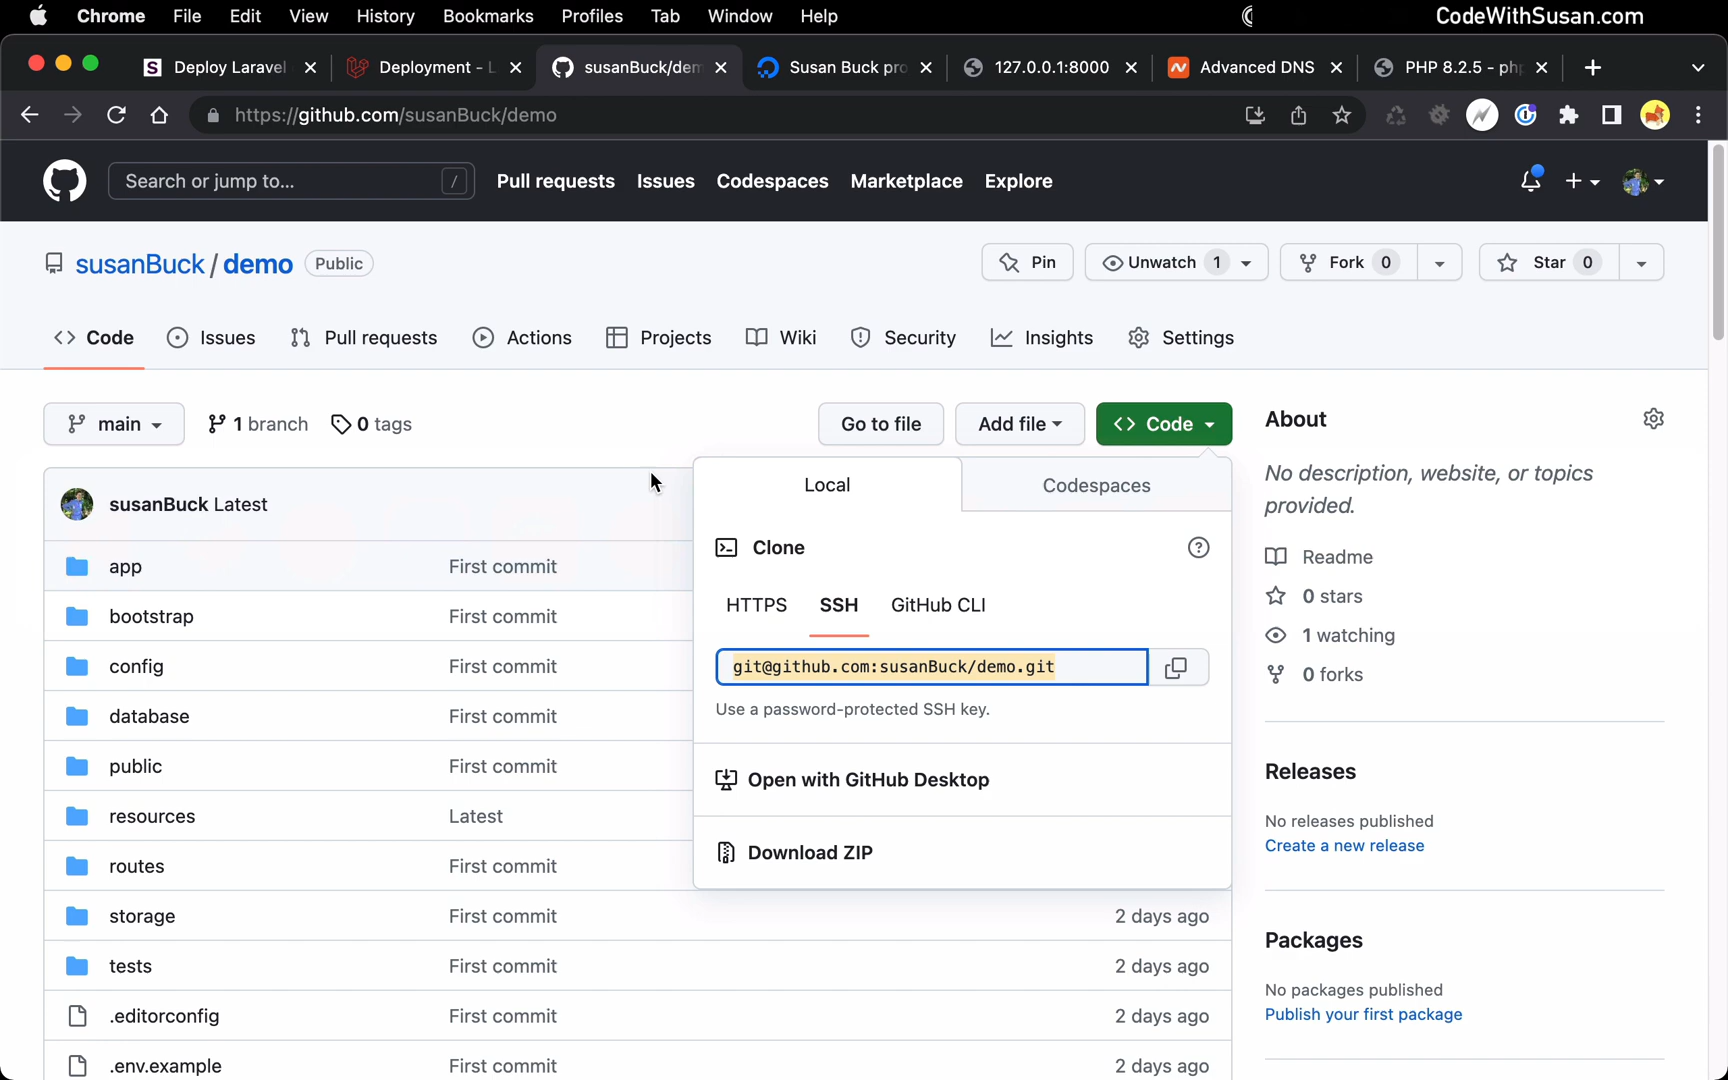 Chrome File Edit View History Bookmarks Profiles Tab Window Help CodeWithSusan.com
Deploy Laravel Deployment - L susanBuck/dem Susan Buck pro 127.0.0.1:8000 Advanced DNS PHP 8.2.5 - ph
https://github.com/susanBuck/demo
Search or jump to... / Pull requests Issues Codespaces Marketplace Explore
susanBuck / demo Public Pin Unwatch 1 Fork 0 Star 0
Code Issues Pull requests Actions Projects Wiki Security Insights Settings
main 1 branch 0 tags Go to file Add file Code
About
No description, website, or topics
provided.
Readme
0 stars
1 watching
0 forks
Releases
No releases published
Create a new release
Packages
No packages published
Publish your first package
Local Codespaces
Clone
HTTPS SSH GitHub CLI
git@github.com:susanBuck/demo.git
Use a password-protected SSH key.
Open with GitHub Desktop
Download ZIP
susanBuck Latest
app First commit
bootstrap First commit
config First commit
database First commit
public First commit
resources Latest
routes First commit
storage First commit 2 days ago
tests First commit 2 days ago
.editorconfig First commit 2 days ago
.env.example First commit 2 days ago